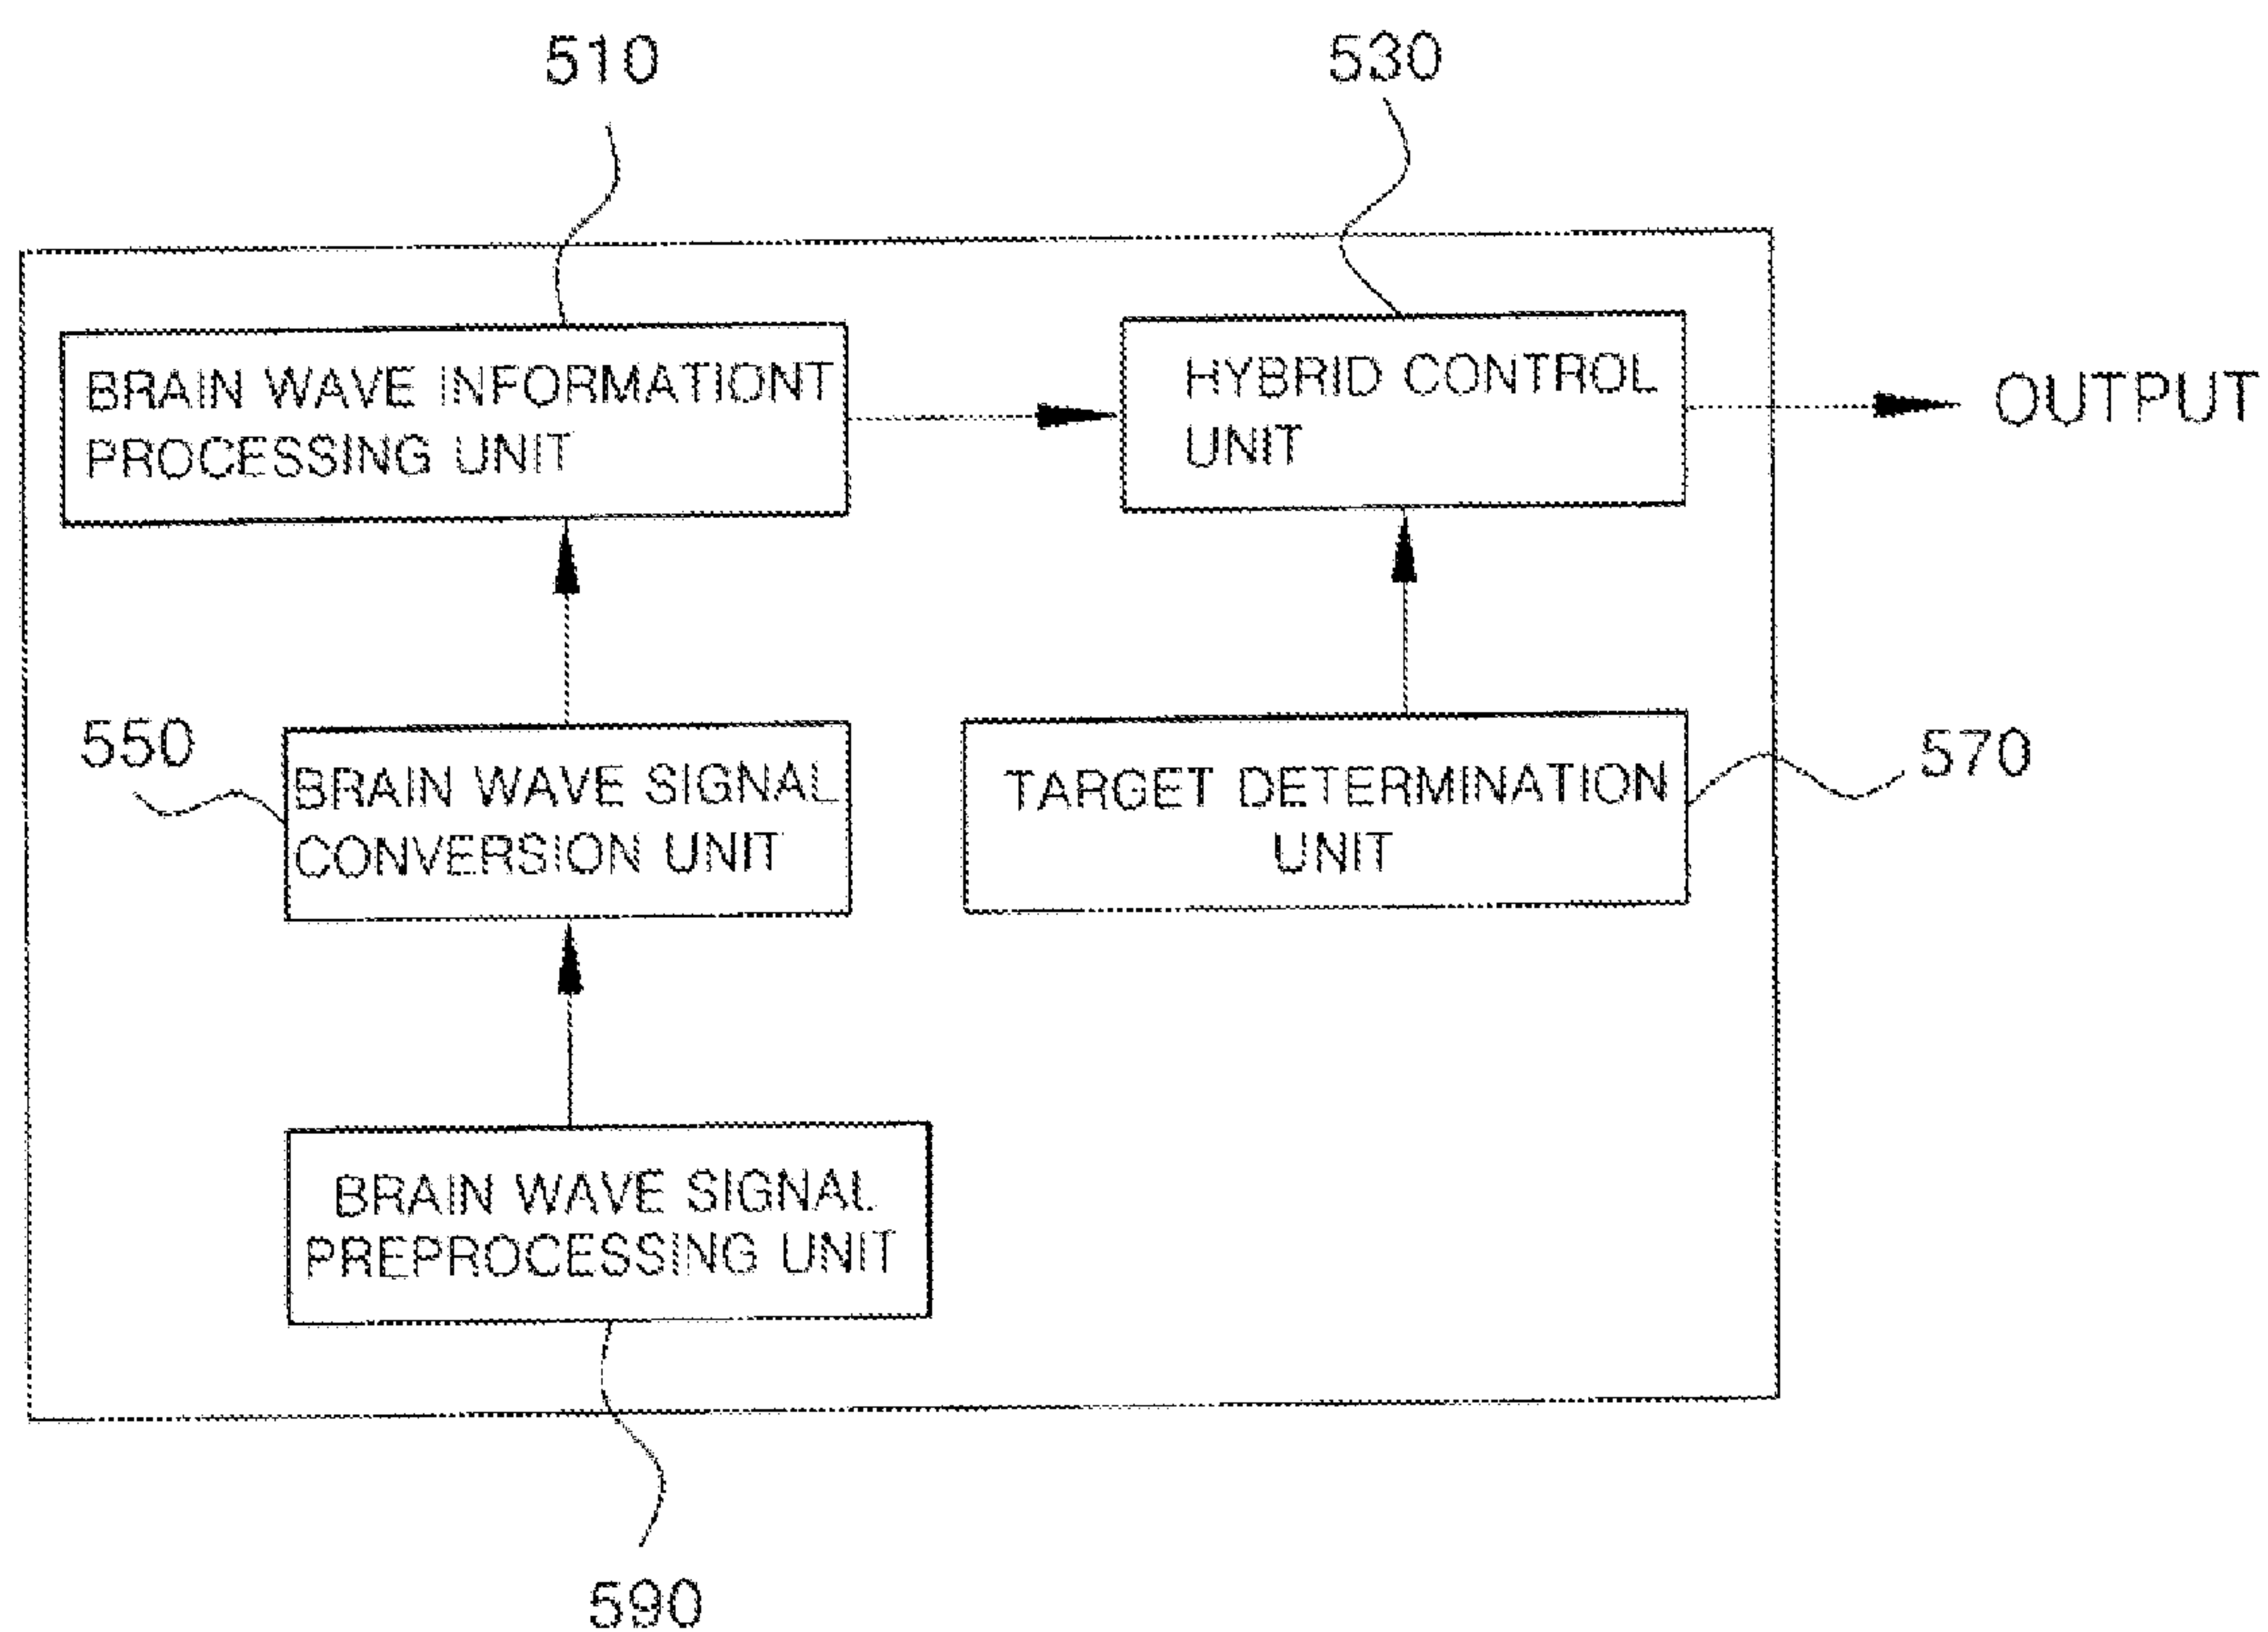 510
530
BRAIN WAVE INFORMATIONT
PROCESSING UNIT
HYBRID CONTROL
UNIT
OUTPUT
550
BRAIN WAVE SIGNAL
CONVERSION UNIT
TARGET DETERMINATION
UNIT
570
BRAIN WAVE SIGNAL
PREPROCESSING UNIT
590